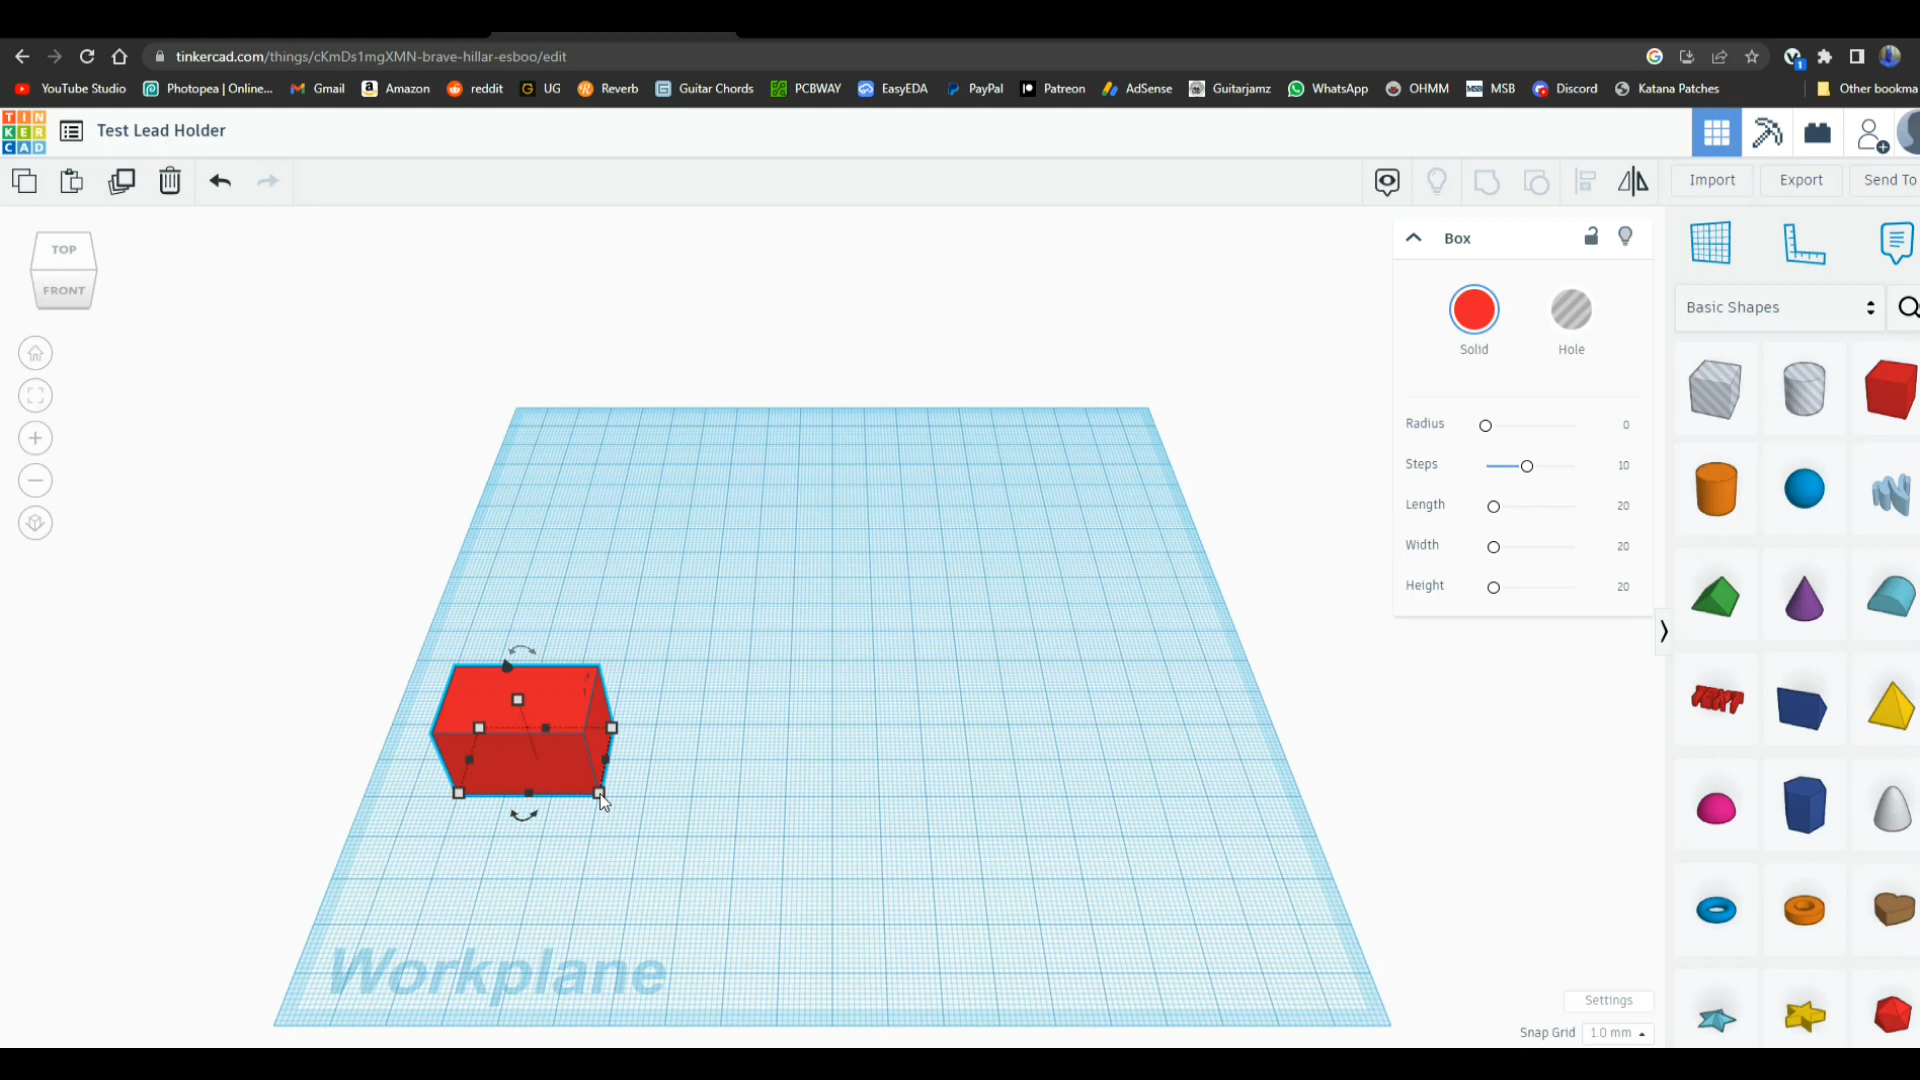 tinkercad.com/things/cKmDs1mgXMN-brave-hillar-esboo/edit
1
YouTube Studio Photopea | Online... Gmail Amazon reddit UG Reverb Guitar Chords PCBWAY EasyEDA PayPal Patreon AdSense Guitarjamz WhatsApp OHMM MSB Discord Katana Patches Other bookma
TIN
KER
CAD
Test Lead Holder
Import Export Send To
TOP
FRONT
Box
Solid Hole
Radius 0
Steps 10
Length 20
Width 20
Height 20
Basic Shapes
TEXT
Workplane
Settings
Snap Grid 1.0 mm